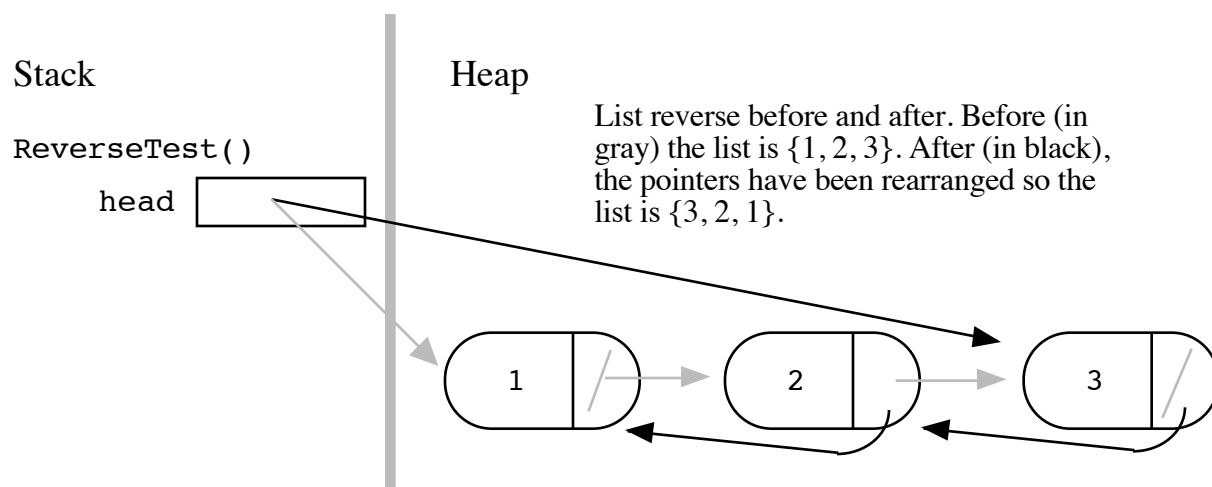 Stack
Heap
List reverse before and after. Before (in
gray) the list is {1, 2, 3}. After (in black),
the pointers have been rearranged so the
list is {3, 2, 1}.
ReverseTest()
head
1
2
3